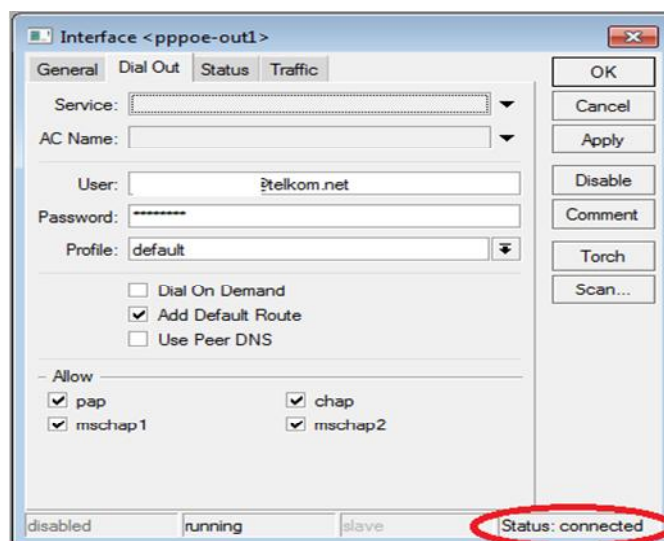 Interface <pppoe-out1>
General Dial Out Status Traffic
OK
Service:
Cancel
AC Name:
Apply
User: @telkom.net
Disable
Password: ********
Comment
Profile: default
Torch
Dial On Demand
Scan...
Add Default Route
Use Peer DNS
Allow
pap chap
mschap1 mschap2
disabled running slave Status: connected